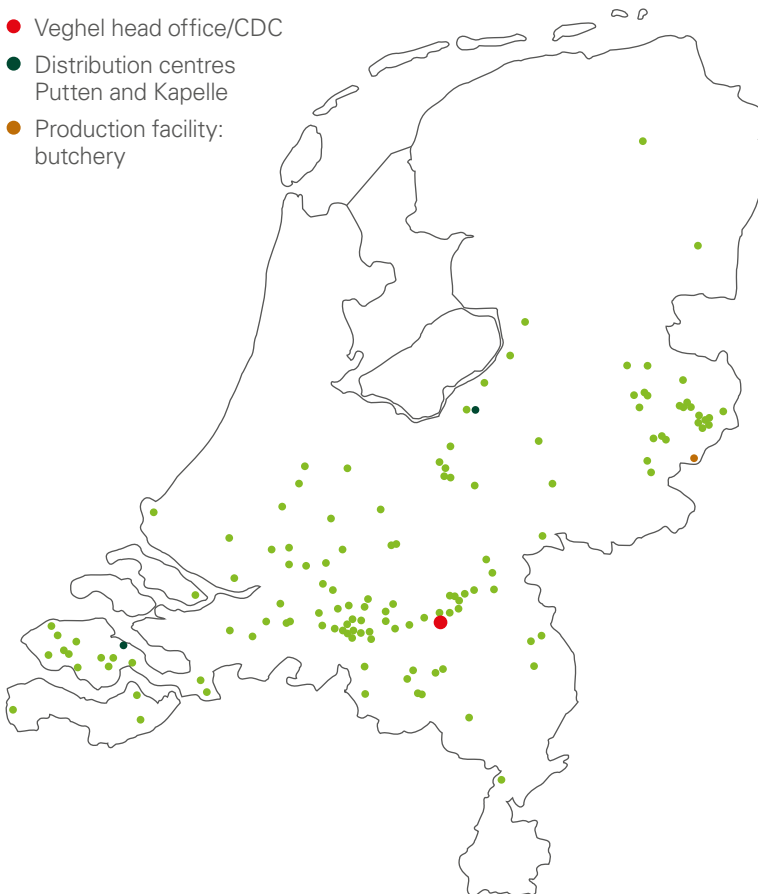 Veghel head office/CDC
Distribution centres
Putten and Kapelle
Production facility:
butchery